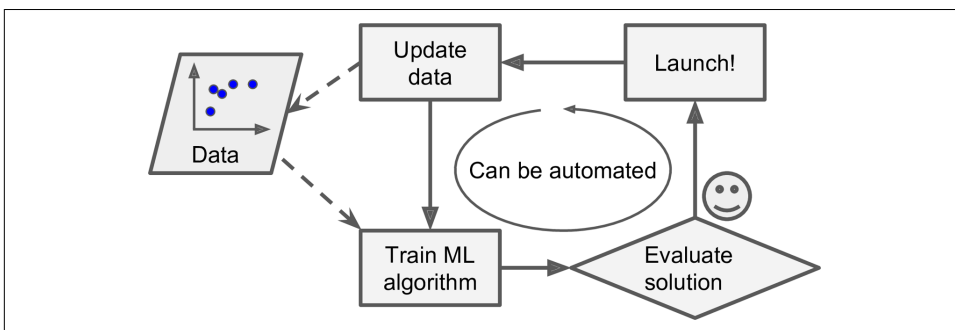 Update
data
Launch!
Data
Can be automated
Train ML
algorithm
Evaluate
solution